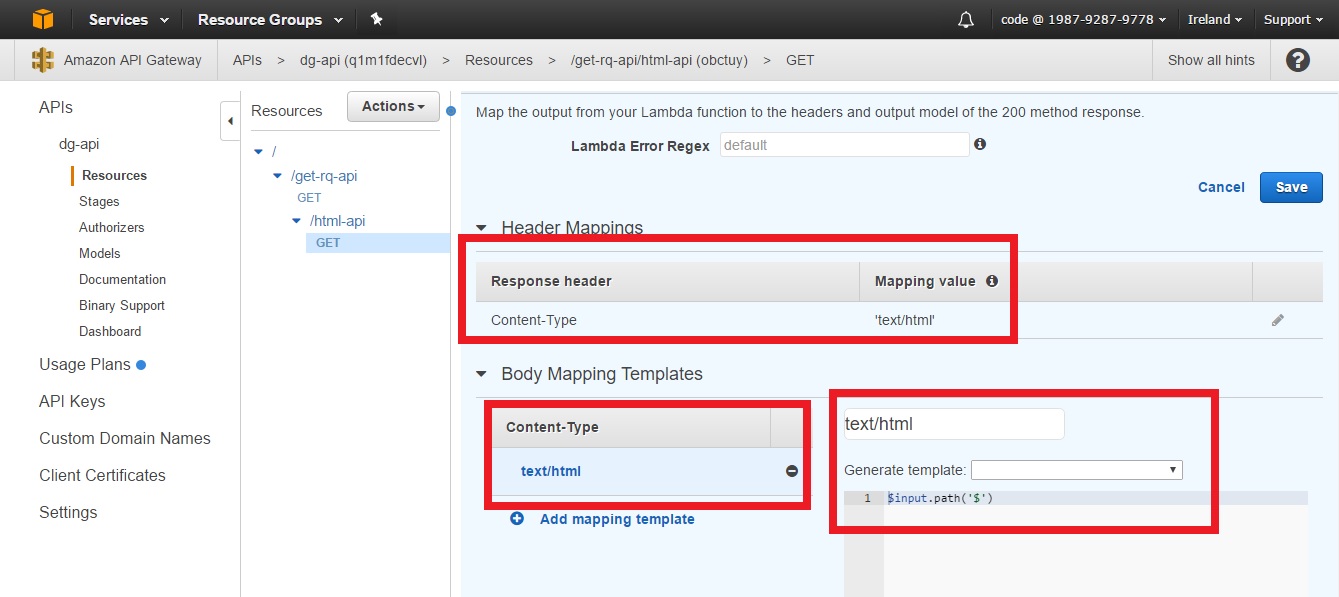 Services Resource Groups code @ 1987-9287-9778 Ireland Support
Amazon API Gateway APIs > dg-api (q1m1fdecvl) > Resources > /get-rq-api/html-api (obctuy) > GET Show all hints ?
APIs
dg-api
Resources
Stages
Authorizers
Models
Documentation
Binary Support
Dashboard
Usage Plans
API Keys
Custom Domain Names
Client Certificates
Settings
Resources Actions
/
/get-rq-api
GET
/html-api
GET
Map the output from your Lambda function to the headers and output model of the 200 method response.
Lambda Error Regex default
Cancel Save
Header Mappings
Response header Mapping value
Content-Type 'text/html'
Body Mapping Templates
Content-Type
text/html
Add mapping template
text/html
Generate template:
1 $input.path('$')